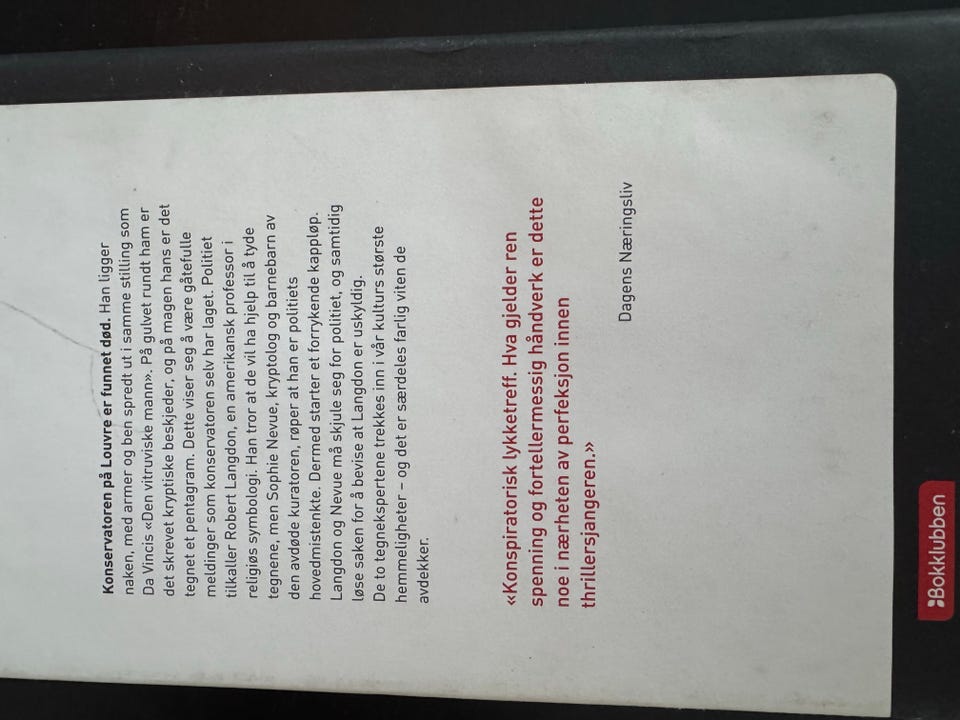 Konservatoren på Louvre er funnet død. Han ligger
naken, med armer og ben spredt ut i samme stilling som
Da Vincis «Den vitruviske mann». På gulvet rundt ham er
det skrevet kryptiske beskjeder, og på magen hans er det
tegnet et pentagram. Dette viser seg å være gåtefulle
meldinger som konservatoren selv har laget. Politiet
tilkaller Robert Langdon, en amerikansk professor i
religiøs symbologi. Han tror at de vil ha hjelp til å tyde
tegnene, men Sophie Nevue, kryptolog og barnebarn av
den avdøde kuratoren, røper at han er politiets
hovedmistenkte. Dermed starter et forrykende kappløp.
Langdon og Nevue må skjule seg for politiet, og samtidig
løse saken for å bevise at Langdon er uskyldig.
De to tegnekspertene trekkes inn i vår kulturs største
hemmeligheter – og det er særdeles farlig viten de
avdekker.
«Konspiratorisk lykketreff. Hva gjelder ren
spenning og fortellermessig håndverk er dette
noe i nærheten av perfeksjon innen
thrillersjangeren.»
Dagens Næringsliv
Bokklubben